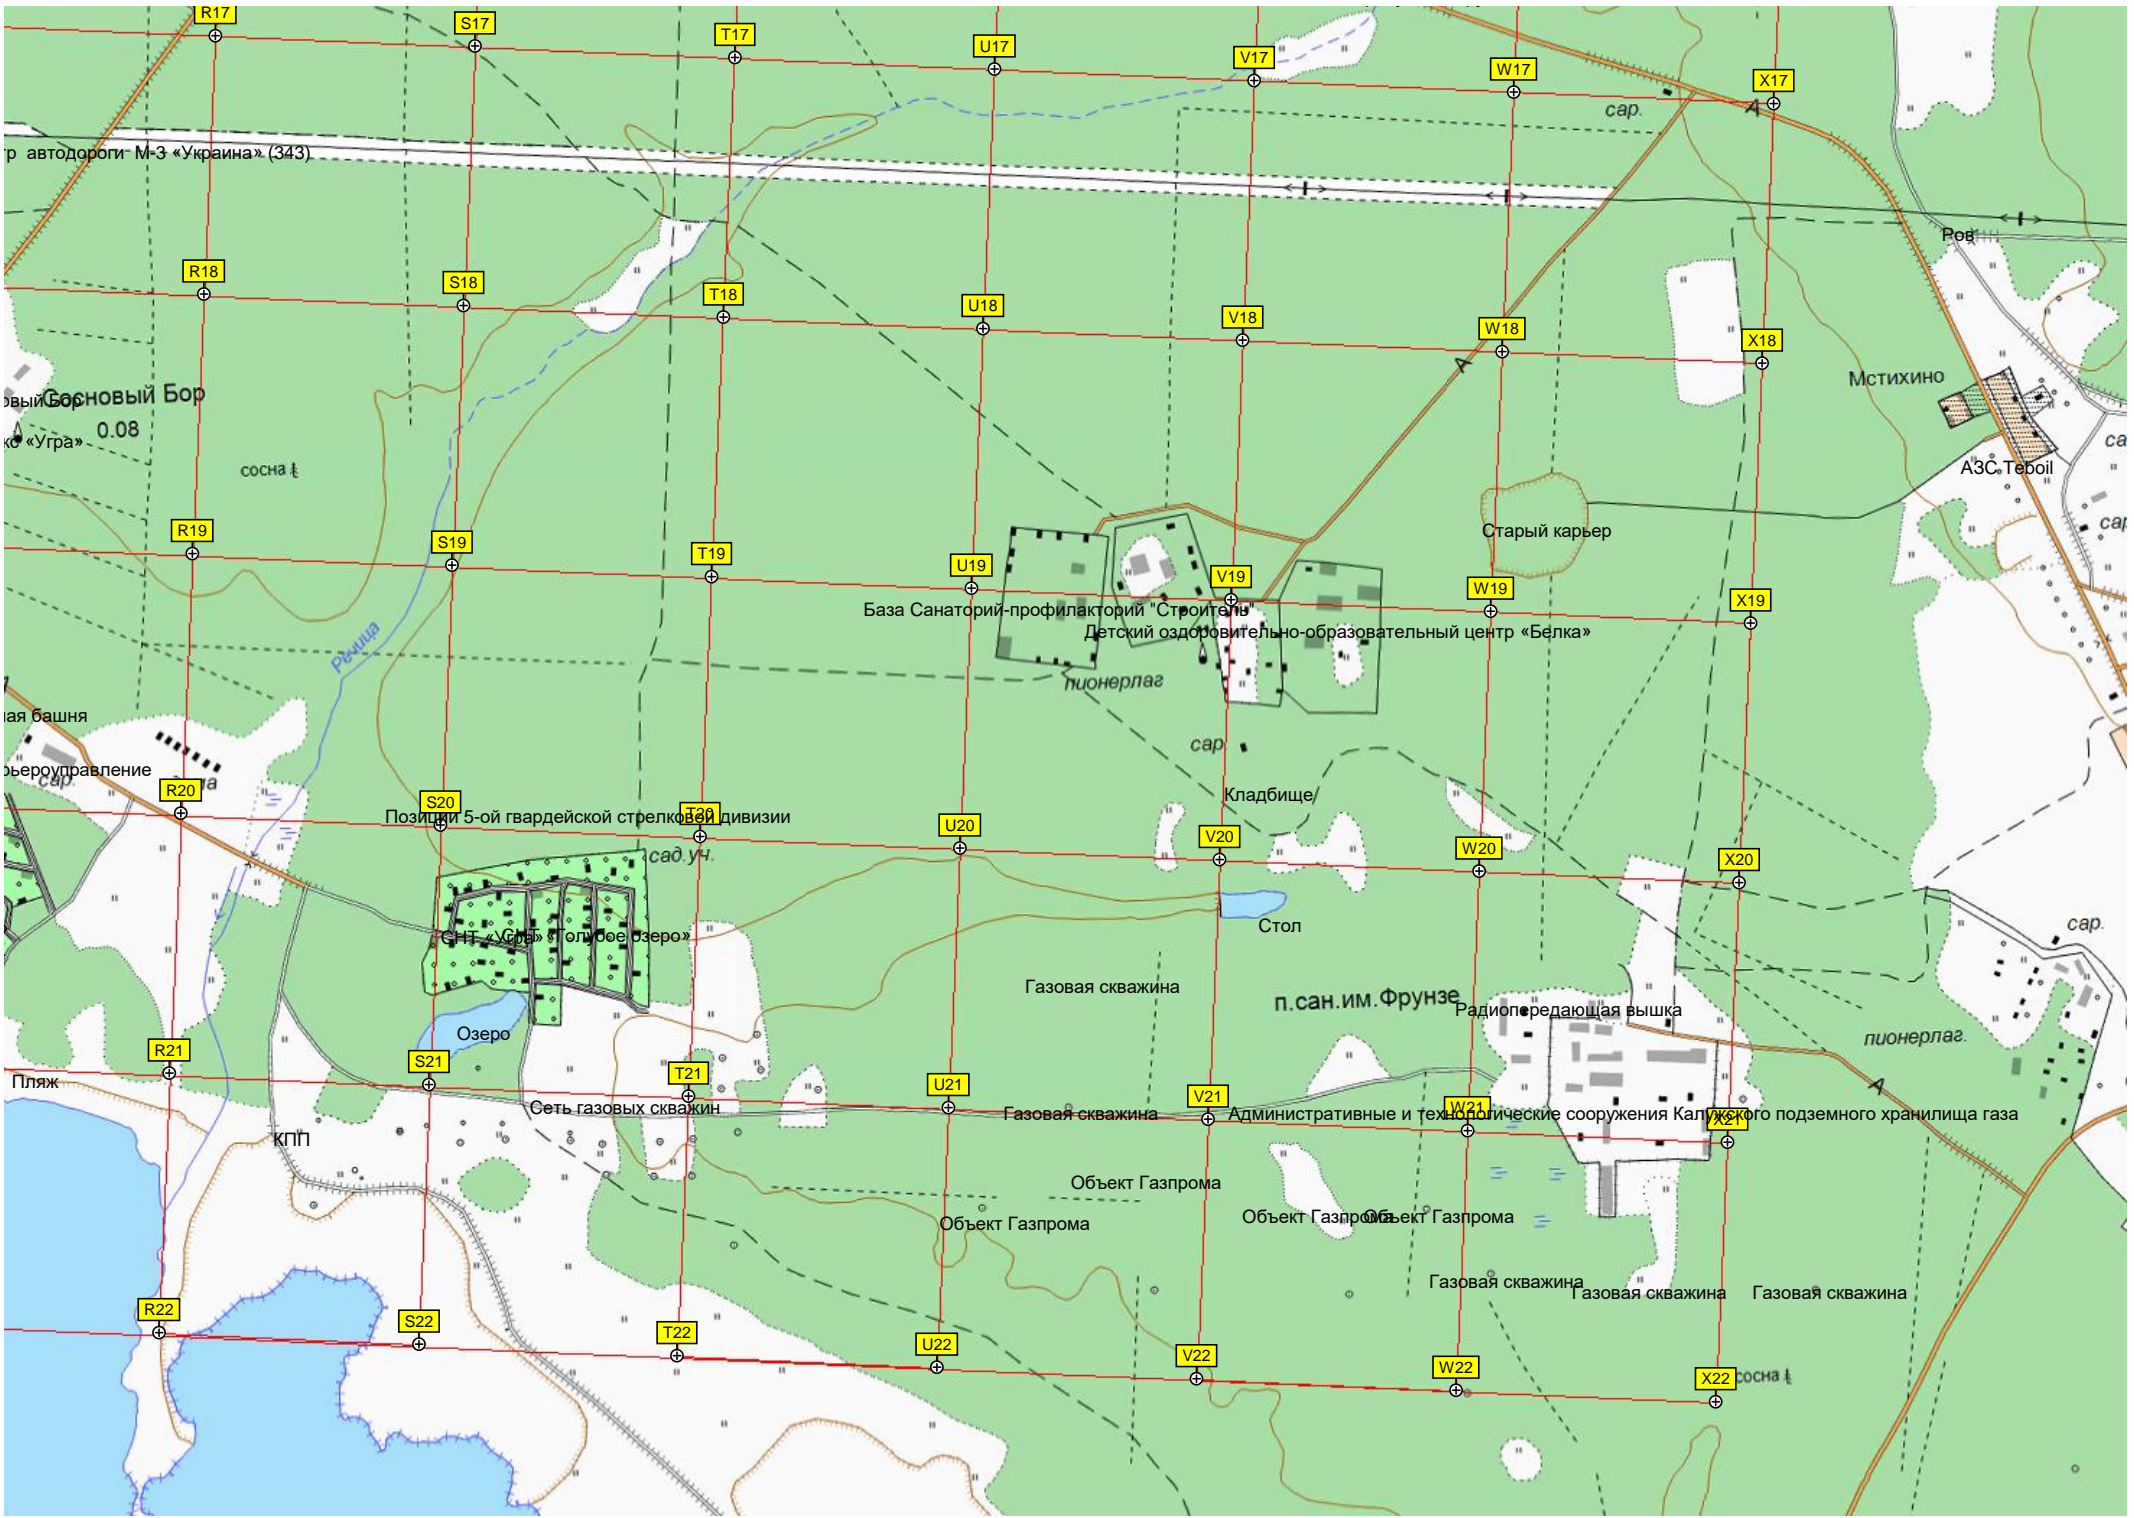 R17
S17
T17
U17
V17
W17
X17
сар.
А
р автодороги М-3 «Украина» (343)
Ров
R18
S18
T18
U18
V18
W18
X18
А
Мстихино
Сосновый Бор
овый Бор
0.08
«Угра»
сосна
АЗС Teboil
Старый карьер
R19
S19
T19
U19
V19
W19
X19
База Санаторий-профилакторий "Строитель"
Детский оздоровительно-образовательный центр «Белка»
Речица
пионерлаг
ая башня
сар.
ьероуправление
сар.
Кладбище
R20
S20
T20
U20
V20
W20
X20
Позиции 5-ой гвардейской стрелковой дивизии
сад.уч.
Стол
сар.
СНТ «Угра»
СНТ «Голубое озеро»
Газовая скважина
п.сан.им.Фрунзе
Радиопередающая вышка
Озеро
пионерлаг.
R21
S21
T21
U21
V21
W21
X21
Пляж
А
Сеть газовых скважин
Газовая скважина
Административные и технологические сооружения Калужского подземного хранилища газа
КПП
Объект Газпрома
Объект Газпрома
Объект Газпрома
Объект Газпрома
Газовая скважина
Газовая скважина
Газовая скважина
R22
S22
T22
U22
V22
W22
X22
сосна